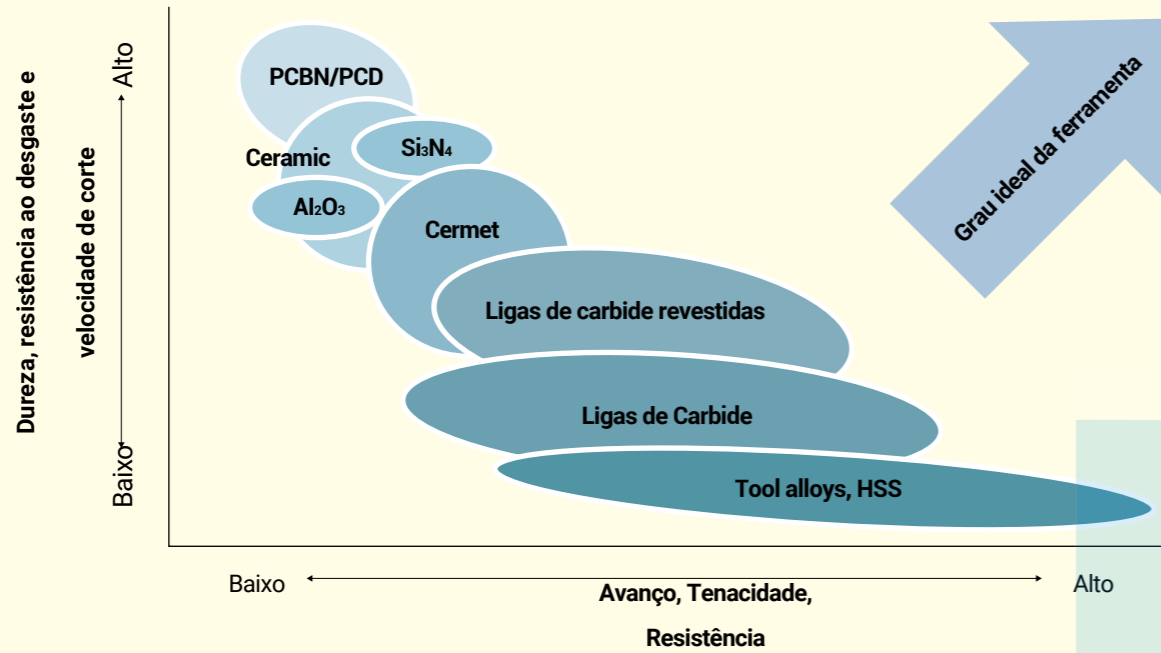 Dureza, resistência ao desgaste e
velocidade de corte
Alto
Baixo
PCBN/PCD
Ceramic
Si₃N₄
Al₂O₃
Cermet
Ligas de carbide revestidas
Ligas de Carbide
Tool alloys, HSS
Grau ideal da ferramenta
Baixo
Alto
Avanço, Tenacidade,
Resistência